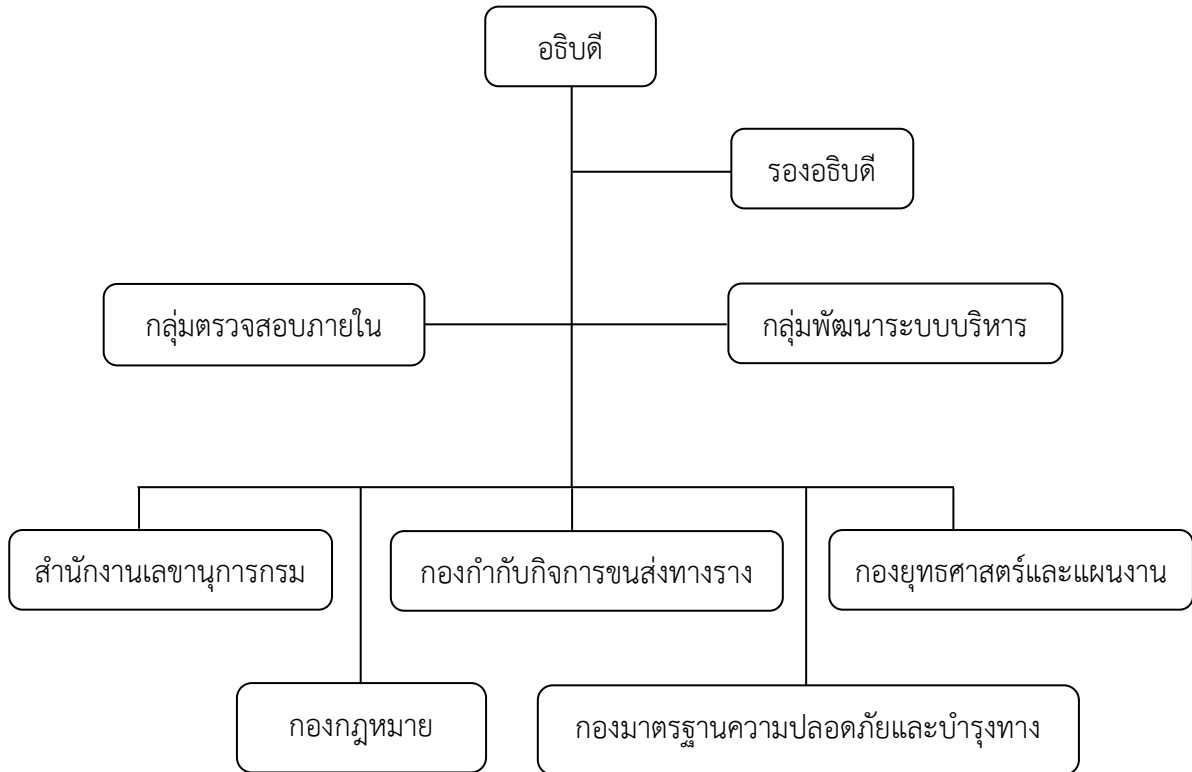 อธิบดี
รองอธิบดี
กลุ่มตรวจสอบภายใน
กลุ่มพัฒนาระบบบริหาร
สำนักงานเลขานุการกรม
กองกำกับกิจการขนส่งทางราง
กองยุทธศาสตร์และแผนงาน
กองกฎหมาย
กองมาตรฐานความปลอดภัยและบำรุงทาง